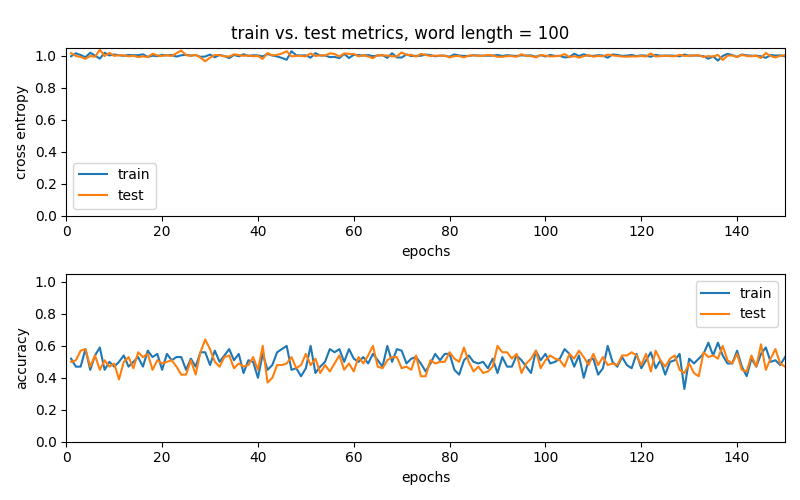 train vs. test metrics, word length = 100
1.0
0.8
0.6
0.4
0.2
0.0
cross entropy
train
test
0 20 40 60 80 100 120 140
epochs
1.0
0.8
0.6
0.4
0.2
0.0
accuracy
train
test
0 20 40 60 80 100 120 140
epochs